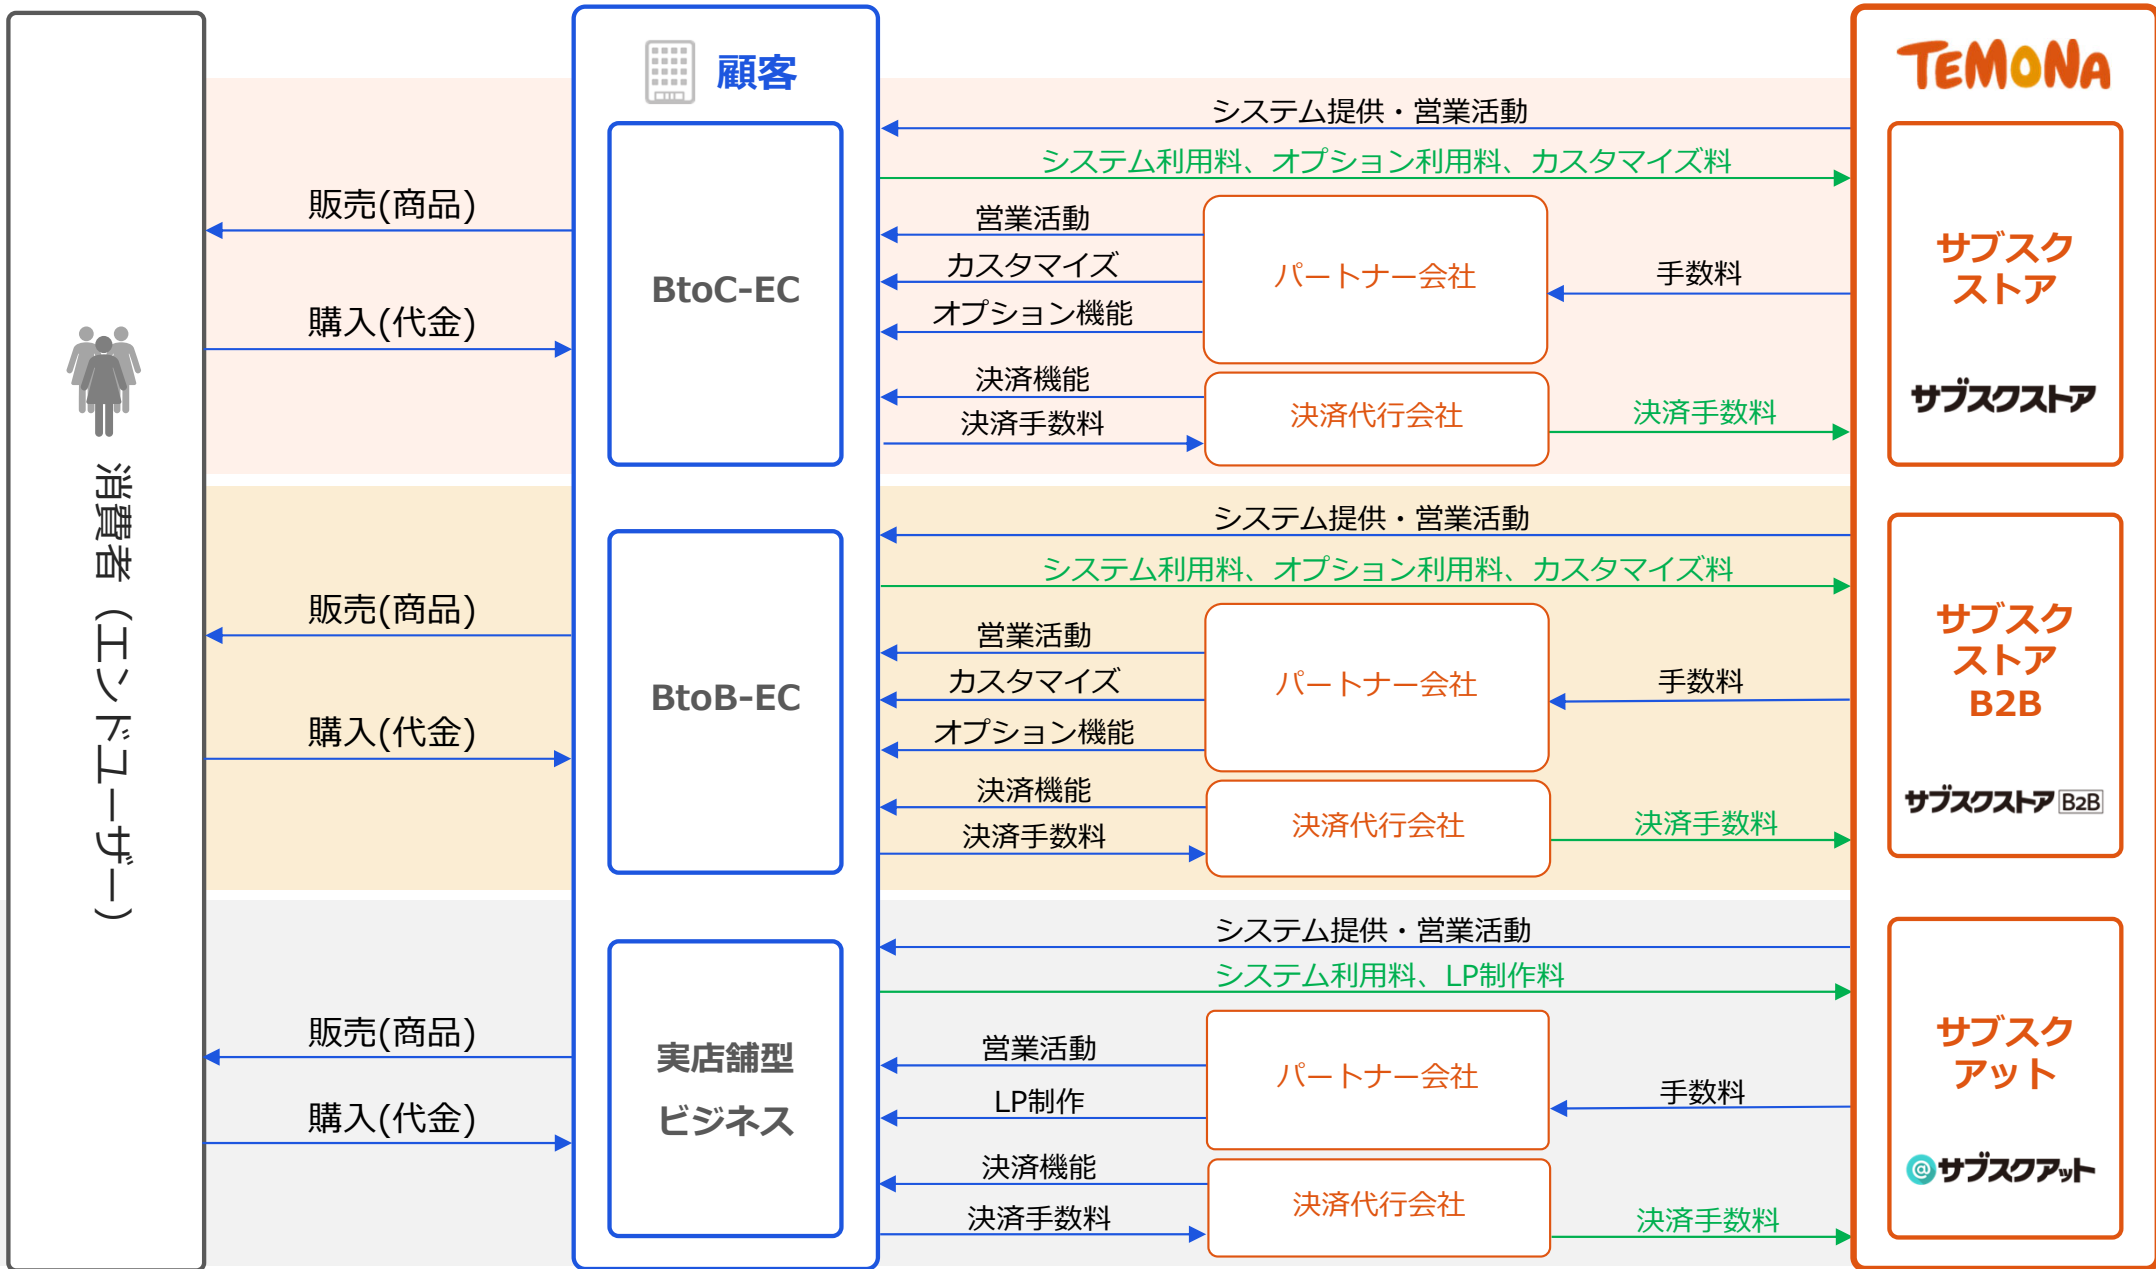 消費者（エンドユーザー）
顧客
TEMONA
販売(商品)
購入(代金)
BtoC-EC
システム提供・営業活動
システム利用料、オプション利用料、カスタマイズ料
営業活動
カスタマイズ
オプション機能
パートナー会社
手数料
決済機能
決済手数料
決済代行会社
決済手数料
サブスク
ストア
サブスクストア
販売(商品)
購入(代金)
BtoB-EC
システム提供・営業活動
システム利用料、オプション利用料、カスタマイズ料
営業活動
カスタマイズ
オプション機能
パートナー会社
手数料
決済機能
決済手数料
決済代行会社
決済手数料
サブスク
ストア
B2B
サブスクストア B2B
販売(商品)
購入(代金)
実店舗型
ビジネス
システム提供・営業活動
システム利用料、LP制作料
営業活動
LP制作
パートナー会社
手数料
決済機能
決済手数料
決済代行会社
決済手数料
サブスク
アット
@サブスクアット